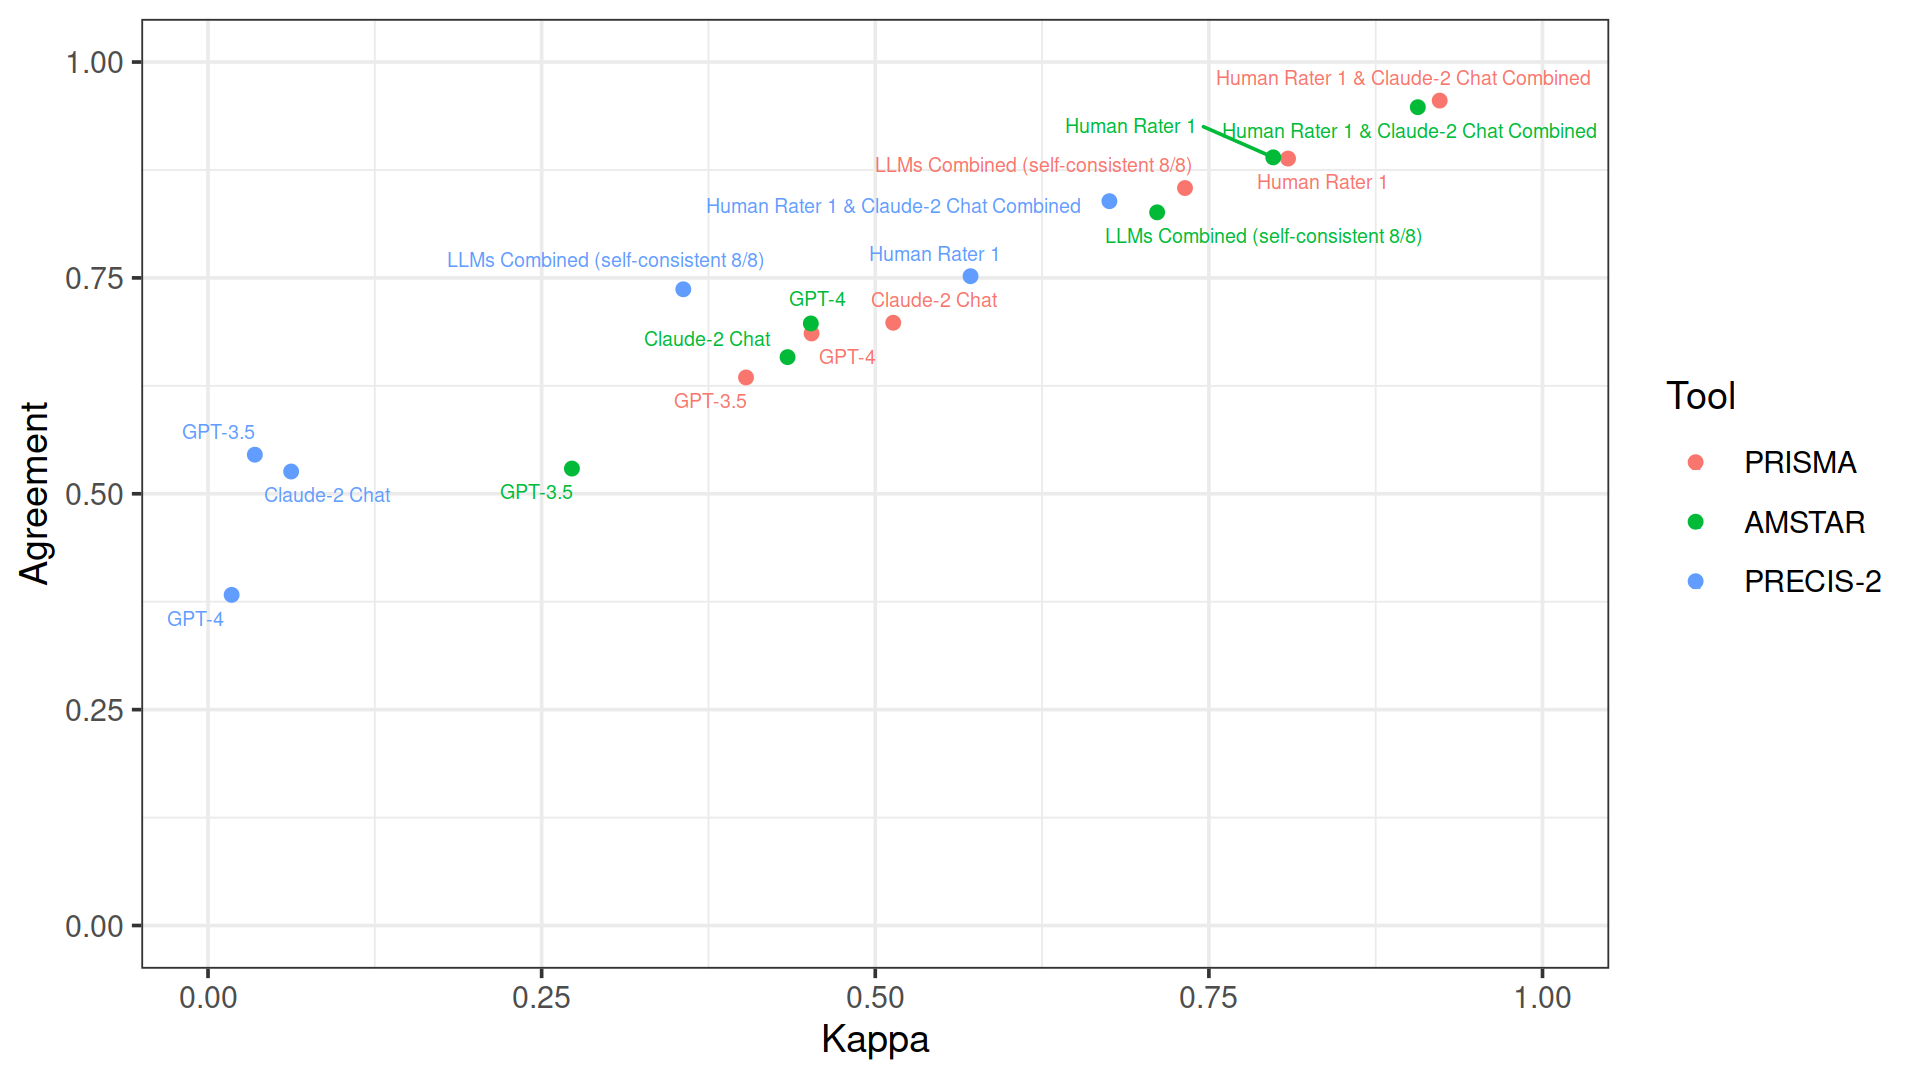 1.00
0.75
0.50
0.25
0.00
Agreement
Human Rater 1 & Claude-2 Chat Combined
Human Rater 1
Human Rater 1 & Claude-2 Chat Combined
LLMs Combined (self-consistent 8/8)
Human Rater 1
Human Rater 1 & Claude-2 Chat Combined
LLMs Combined (self-consistent 8/8)
Human Rater 1
LLMs Combined (self-consistent 8/8)
GPT-4
Claude-2 Chat
Claude-2 Chat
GPT-4
GPT-3.5
GPT-3.5
Claude-2 Chat
GPT-3.5
GPT-4
0.00
0.25
0.50
0.75
1.00
Kappa
Tool
PRISMA
AMSTAR
PRECIS-2